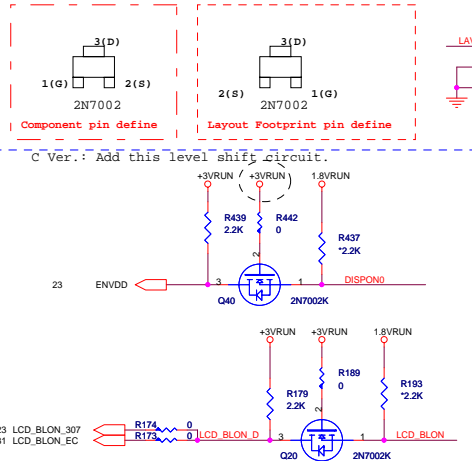 3(D)
1(G)
2(S)
2N7002
Component pin define
3(D)
2(S)
1(G)
2N7002
Layout Footprint pin define
LA
C Ver.: Add this level shift circuit.
+3VRUN
+3VRUN
1.8VRUN
R439
2.2K
R442
0
R437
*2.2K
2
23
ENVDD
3
1
DISPON0
Q40
2N7002K
+3VRUN
+3VRUN
1.8VRUN
R179
2.2K
R189
0
R193
*2.2K
2
23 LCD_BLON_307
R174
0
31 LCD_BLON_EC
R173
0
LCD_BLON_D
3
1
LCD_BLON
Q20
2N7002K